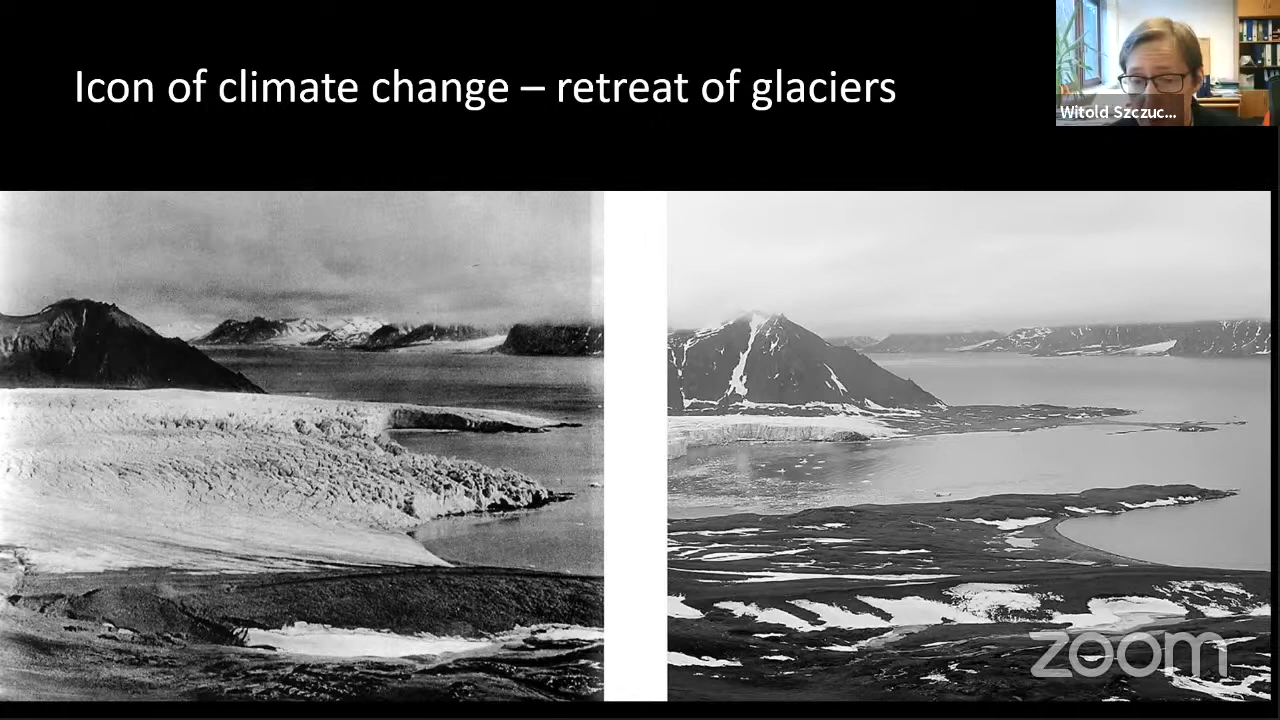 Icon of climate change – retreat of glaciers
Witold Szczuc...
zoom